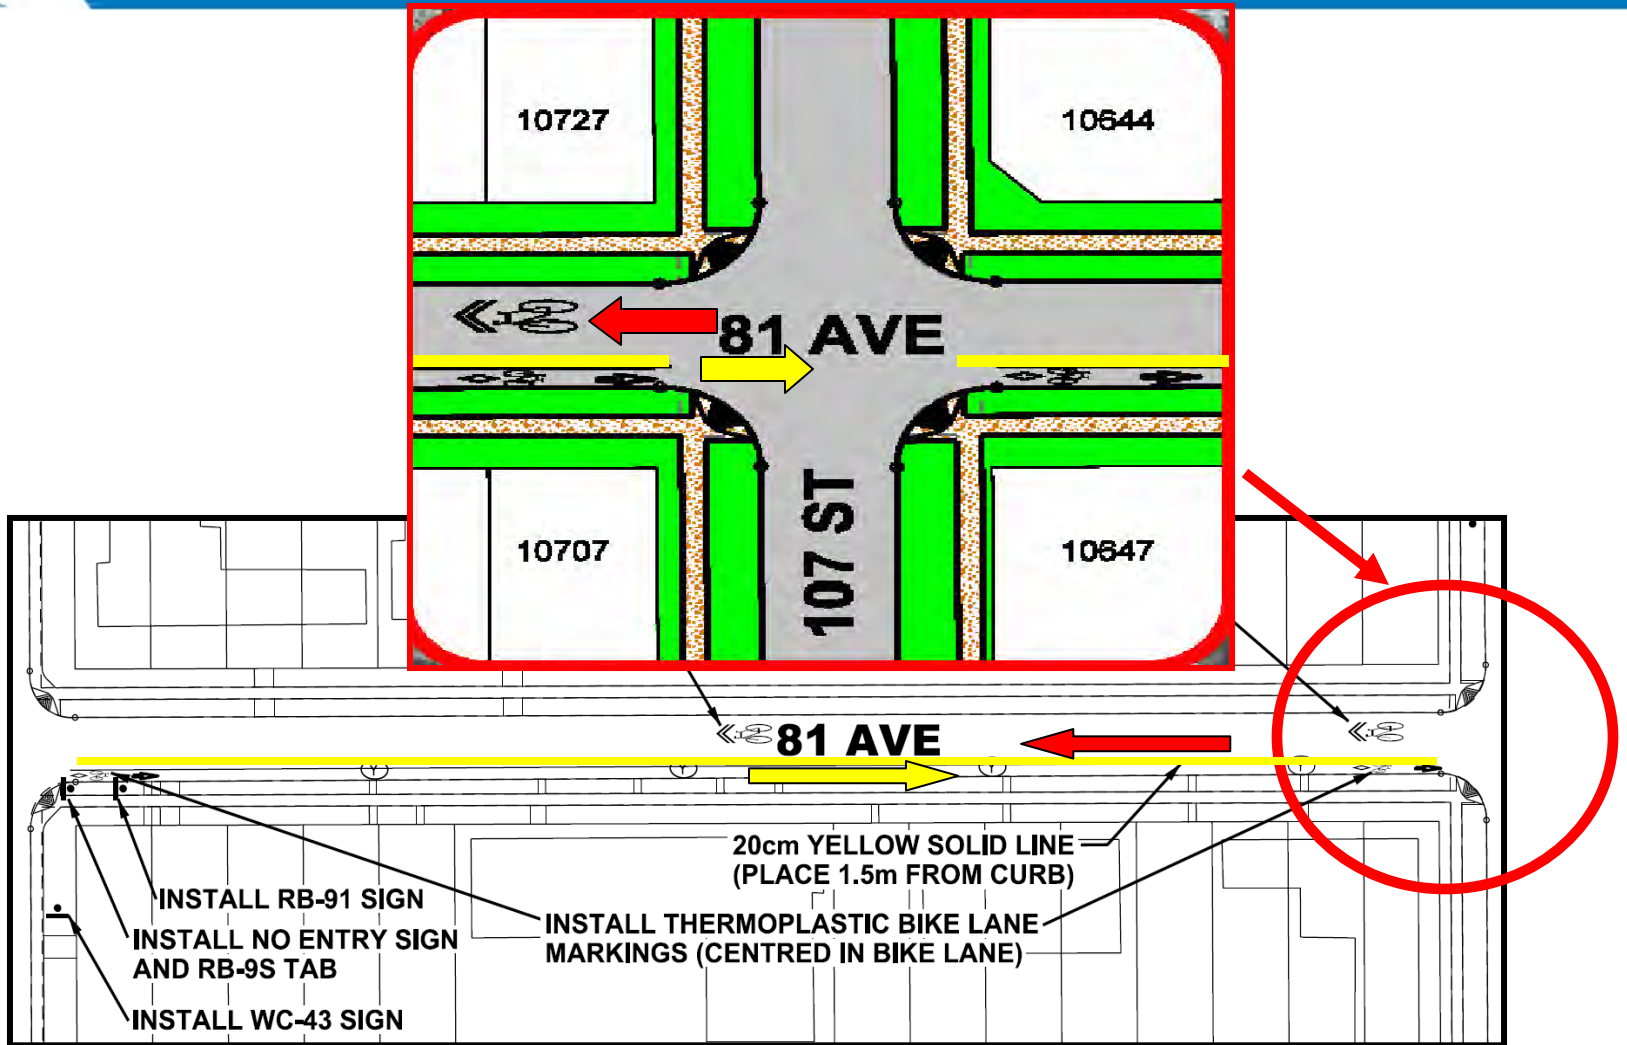 10727
10644
81 AVE
107 ST
10707
10647
81 AVE
Y
Y
Y
Y
20cm YELLOW SOLID LINE
(PLACE 1.5m FROM CURB)
INSTALL RB-91 SIGN
INSTALL NO ENTRY SIGN
AND RB-9S TAB
INSTALL THERMOPLASTIC BIKE LANE
MARKINGS (CENTRED IN BIKE LANE)
INSTALL WC-43 SIGN